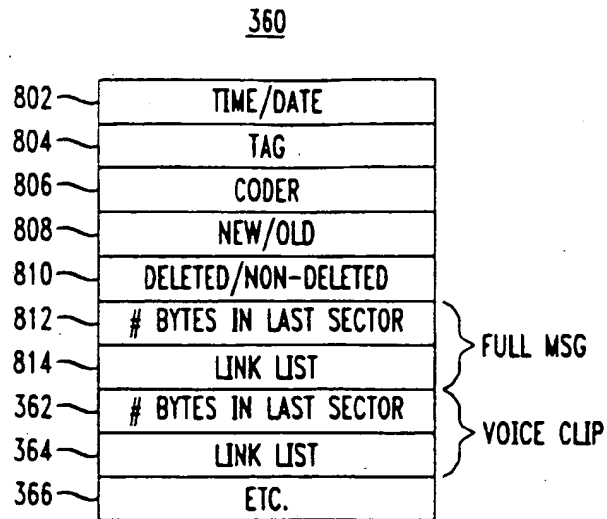 360
802 TIME/DATE
804 TAG
806 CODER
808 NEW/OLD
810 DELETED/NON-DELETED
812 # BYTES IN LAST SECTOR
814 LINK LIST
FULL MSG
362 # BYTES IN LAST SECTOR
364 LINK LIST
VOICE CLIP
366 ETC.